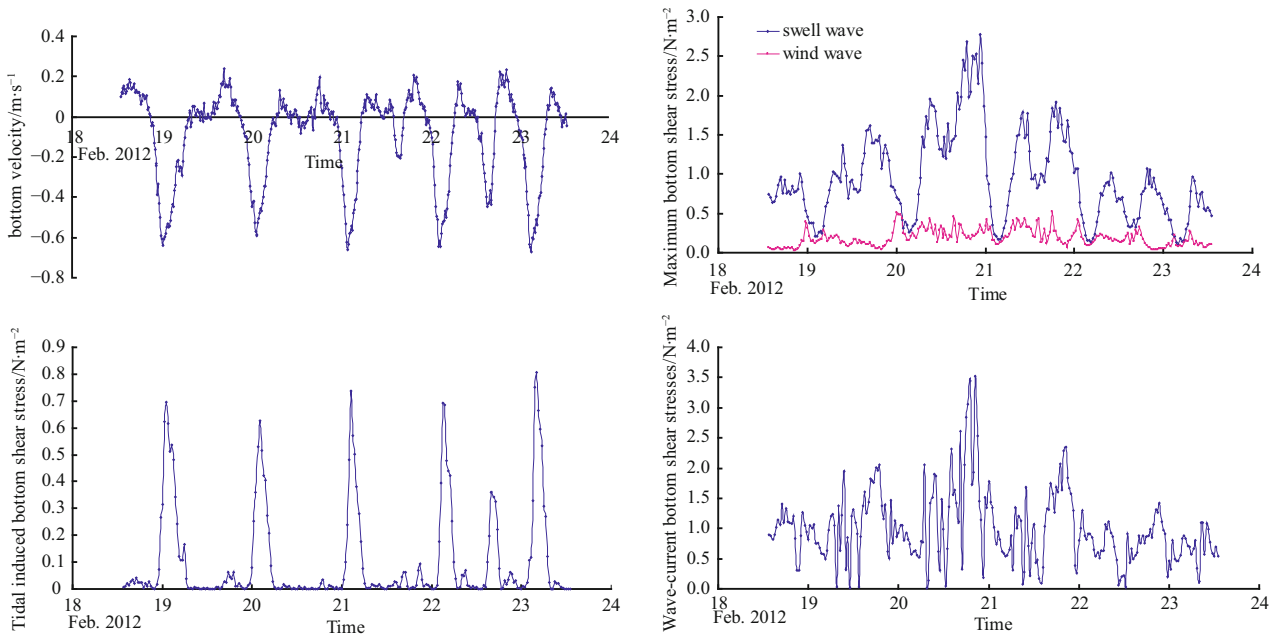 bottom velocity/m·s⁻¹
0.4
0.2
0
−0.2
−0.4
−0.6
−0.8
18 19 20 21 22 23 24
Feb. 2012
Time
Maximum bottom shear stress/N·m⁻²
3.0
2.5
2.0
1.5
1.0
0.5
0.0
swell wave
wind wave
18 19 20 21 22 23 24
Feb. 2012
Time
Tidal induced bottom shear stress/N·m⁻²
0.9
0.8
0.7
0.6
0.5
0.4
0.3
0.2
0.1
0
18 19 20 21 22 23 24
Feb. 2012
Time
Wave-current bottom shear stresses/N·m⁻²
4.0
3.5
3.0
2.5
2.0
1.5
1.0
0.5
0.0
18 19 20 21 22 23 24
Feb. 2012
Time